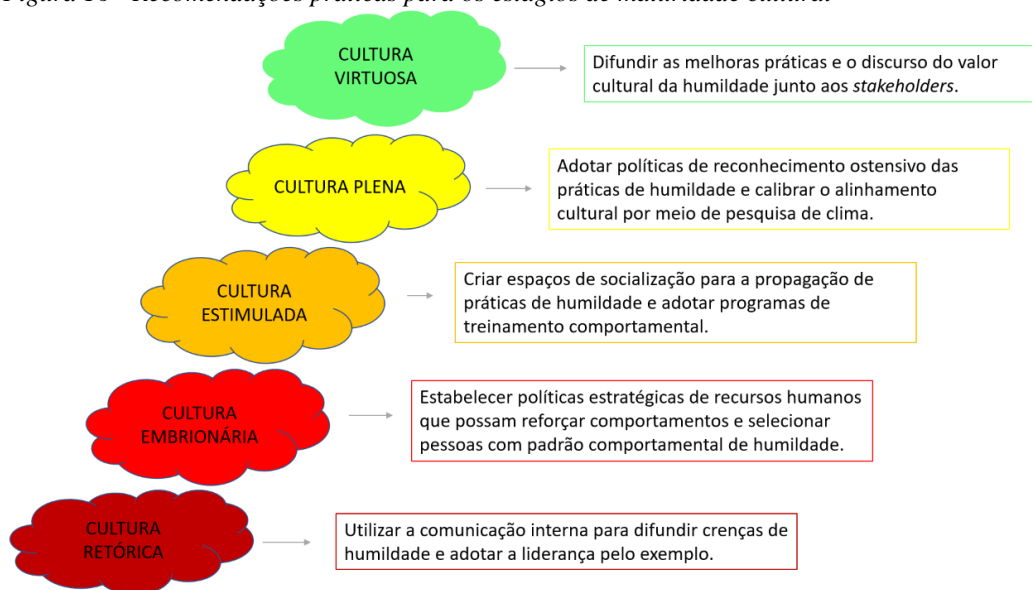 Recomendações práticas para os estágios de maturidade cultural
CULTURA
VIRTUOSA
Difundir as melhoras práticas e o discurso do valor
cultural da humildade junto aos stakeholders.
CULTURA PLENA
Adotar políticas de reconhecimento ostensivo das
práticas de humildade e calibrar o alinhamento
cultural por meio de pesquisa de clima.
CULTURA
ESTIMULADA
Criar espaços de socialização para a propagação de
práticas de humildade e adotar programas de
treinamento comportamental.
CULTURA
EMBRIONÁRIA
Estabelecer políticas estratégicas de recursos humanos
que possam reforçar comportamentos e selecionar
pessoas com padrão comportamental de humildade.
CULTURA
RETÓRICA
Utilizar a comunicação interna para difundir crenças de
humildade e adotar a liderança pelo exemplo.